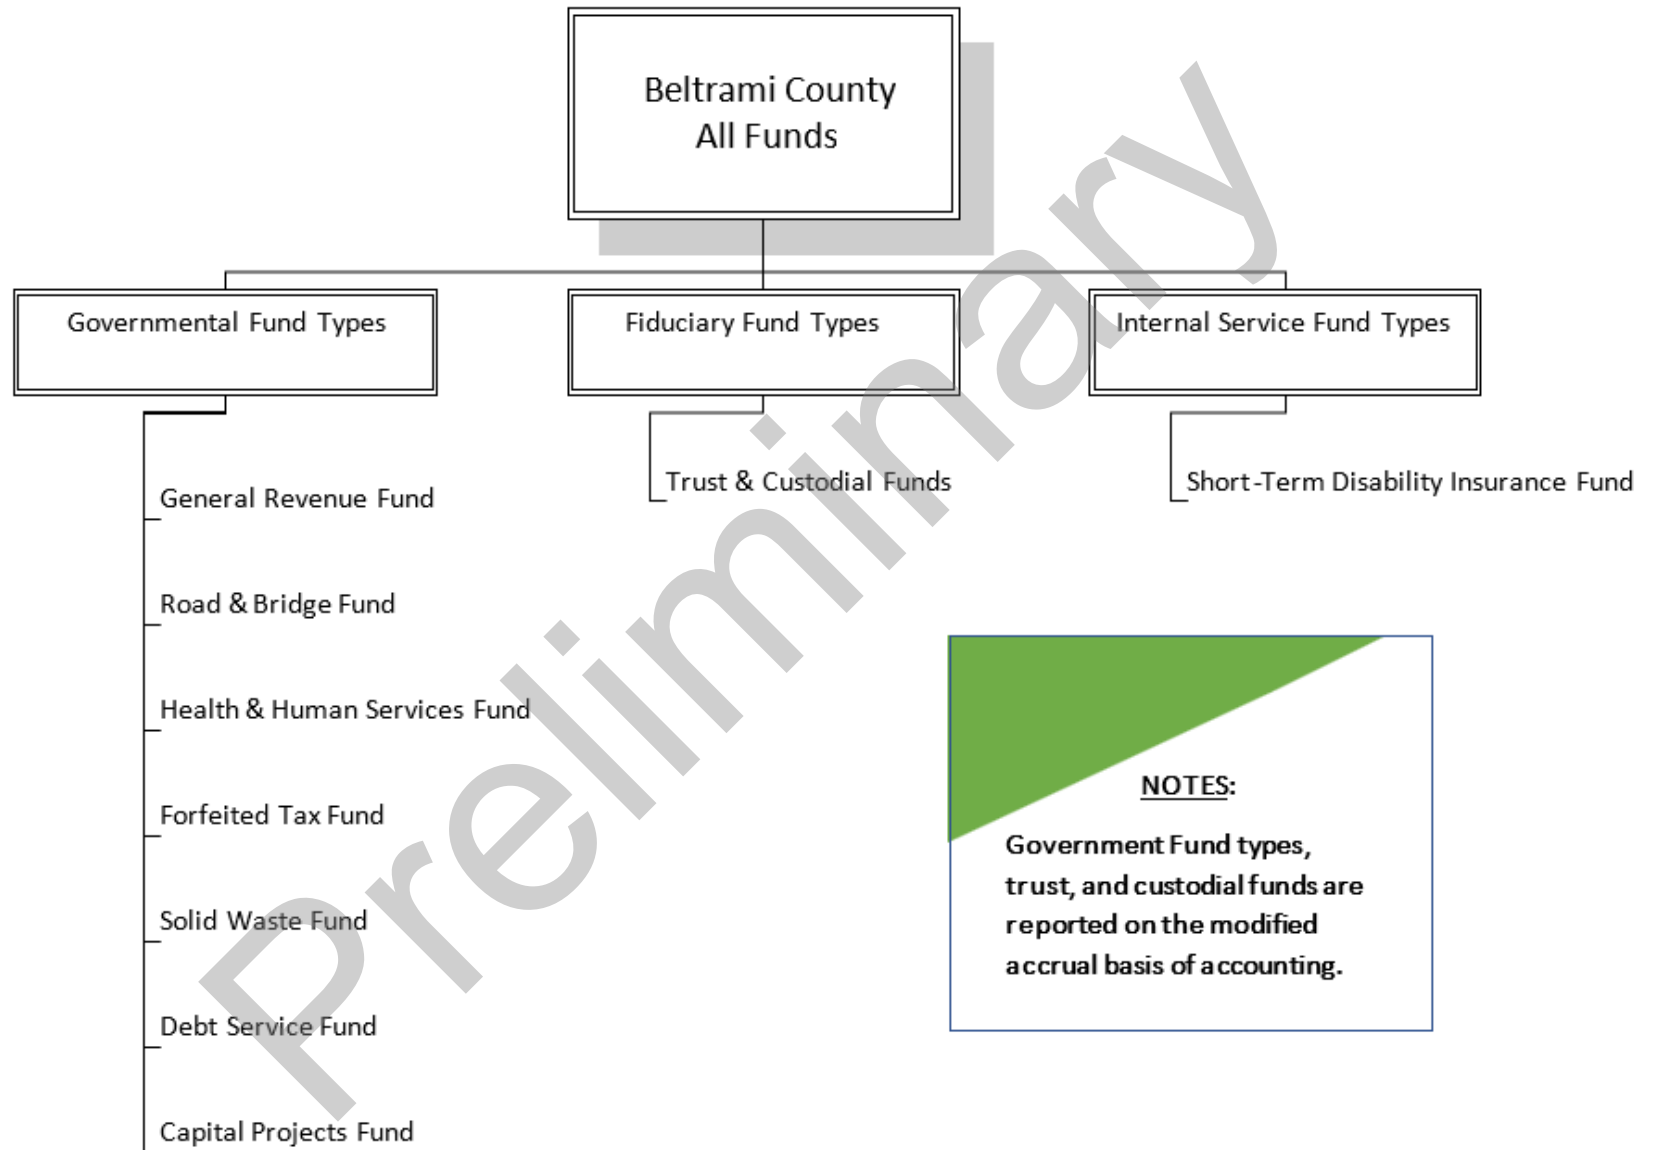 Beltrami County
All Funds
Governmental Fund Types
Fiduciary Fund Types
Internal Service Fund Types
General Revenue Fund
Road & Bridge Fund
Health & Human Services Fund
Forfeited Tax Fund
Solid Waste Fund
Debt Service Fund
Capital Projects Fund
Trust & Custodial Funds
Short-Term Disability Insurance Fund
NOTES:
Government Fund types,
trust, and custodial funds are
reported on the modified
accrual basis of accounting.
Preliminary